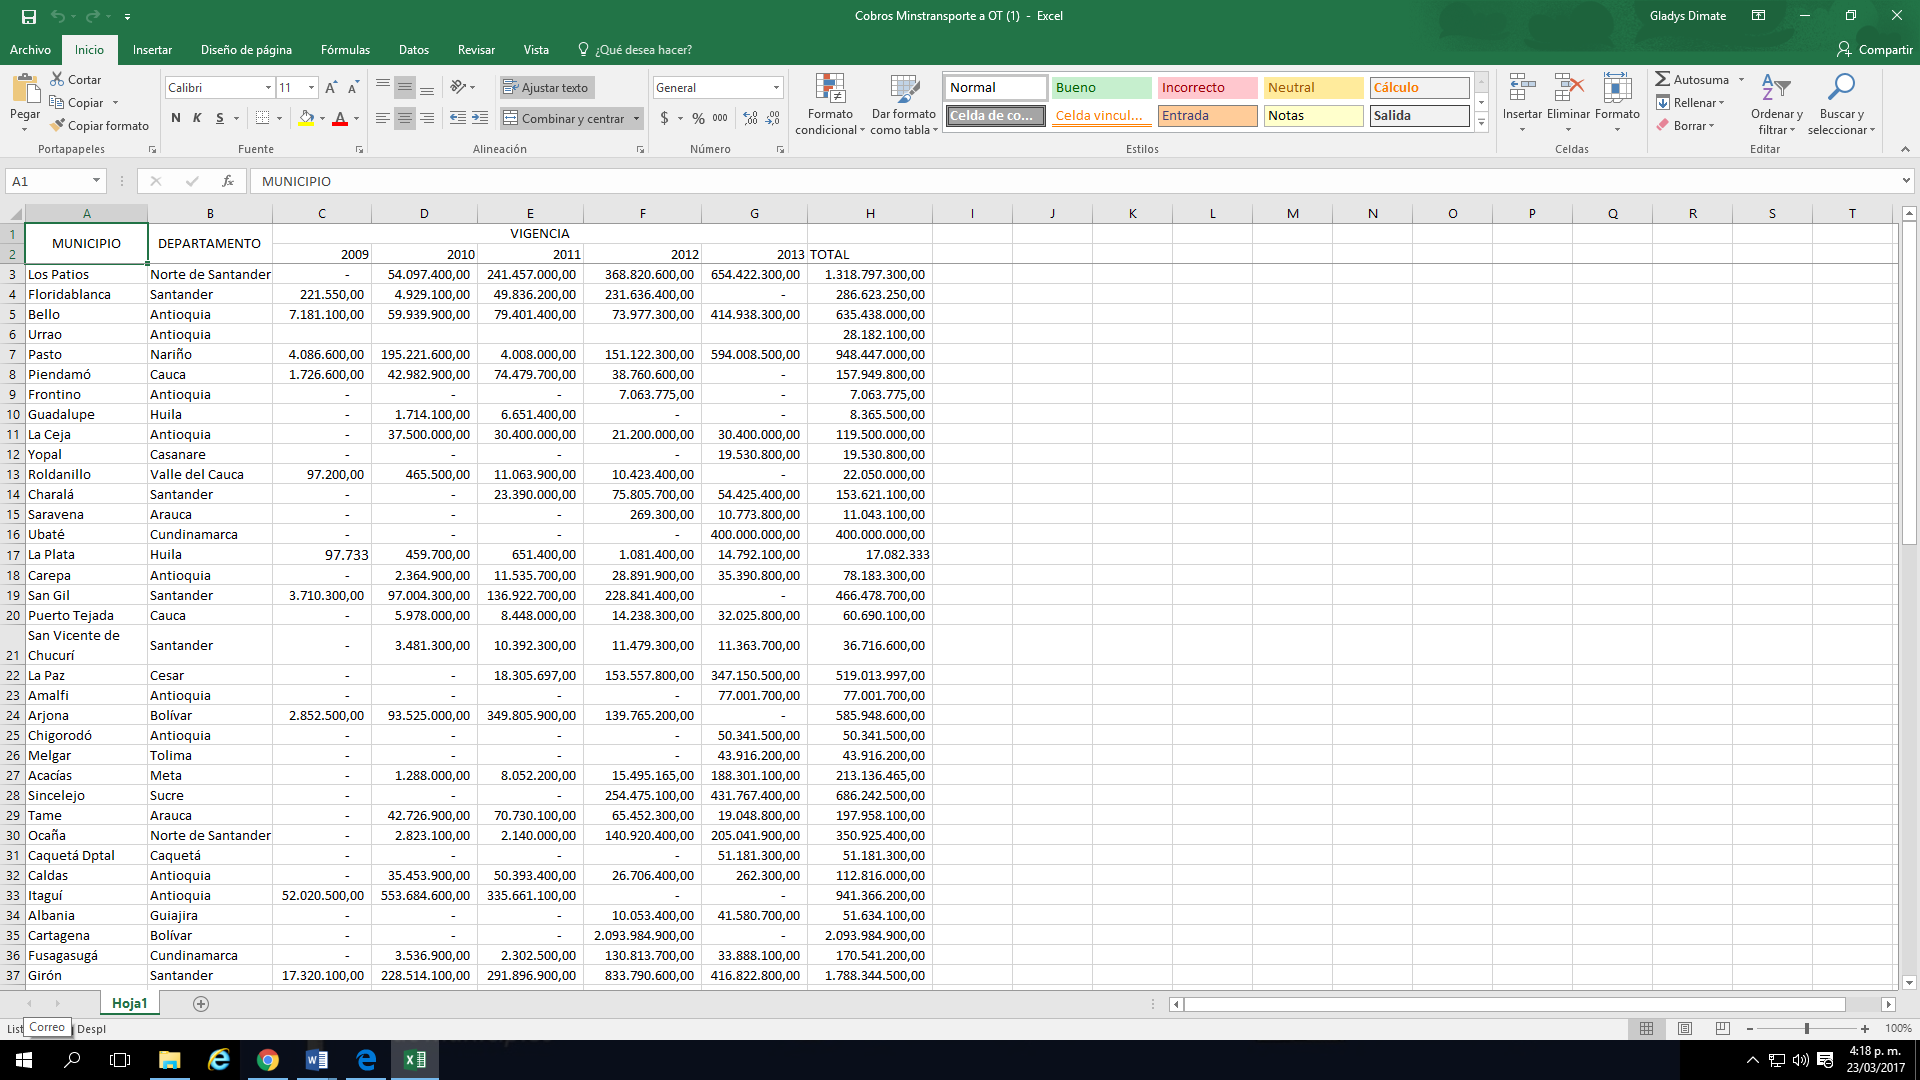 Cobros Minstransporte a OT (1) - Excel
Gladys Dimate
Archivo Inicio Insertar Diseño de página Fórmulas Datos Revisar Vista ¿Qué desea hacer? Compartir
Pegar Cortar Copiar Copiar formato
Calibri 11
N K S
Ajustar texto
Combinar y centrar
General
$ % 000
Formato condicional
Dar formato como tabla
Normal Bueno Incorrecto Neutral Cálculo
Celda de co... Celda vincul... Entrada Notas Salida
Insertar Eliminar Formato
Autosuma
Rellenar
Borrar
Ordenar y filtrar
Buscar y seleccionar
Portapapeles Fuente Alineación Número Estilos Celdas Editar
A1 fx MUNICIPIO
A B C D E F G H I J K L M N O P Q R S T
1 MUNICIPIO DEPARTAMENTO VIGENCIA
2 2009 2010 2011 2012 2013 TOTAL
3 Los Patios Norte de Santander - 54.097.400,00 241.457.000,00 368.820.600,00 654.422.300,00 1.318.797.300,00
4 Floridablanca Santander 221.550,00 4.929.100,00 49.836.200,00 231.636.400,00 - 286.623.250,00
5 Bello Antioquia 7.181.100,00 59.939.900,00 79.401.400,00 73.977.300,00 414.938.300,00 635.438.000,00
6 Urrao Antioquia 28.182.100,00
7 Pasto Nariño 4.086.600,00 195.221.600,00 4.008.000,00 151.122.300,00 594.008.500,00 948.447.000,00
8 Piendamó Cauca 1.726.600,00 42.982.900,00 74.479.700,00 38.760.600,00 - 157.949.800,00
9 Frontino Antioquia - - - 7.063.775,00 - 7.063.775,00
10 Guadalupe Huila - 1.714.100,00 6.651.400,00 - - 8.365.500,00
11 La Ceja Antioquia - 37.500.000,00 30.400.000,00 21.200.000,00 30.400.000,00 119.500.000,00
12 Yopal Casanare - - - - 19.530.800,00 19.530.800,00
13 Roldanillo Valle del Cauca 97.200,00 465.500,00 11.063.900,00 10.423.400,00 - 22.050.000,00
14 Charalá Santander - - 23.390.000,00 75.805.700,00 54.425.400,00 153.621.100,00
15 Saravena Arauca - - - 269.300,00 10.773.800,00 11.043.100,00
16 Ubaté Cundinamarca - - - - 400.000.000,00 400.000.000,00
17 La Plata Huila 97.733 459.700,00 651.400,00 1.081.400,00 14.792.100,00 17.082.333
18 Carepa Antioquia - 2.364.900,00 11.535.700,00 28.891.900,00 35.390.800,00 78.183.300,00
19 San Gil Santander 3.710.300,00 97.004.300,00 136.922.700,00 228.841.400,00 - 466.478.700,00
20 Puerto Tejada Cauca - 5.978.000,00 8.448.000,00 14.238.300,00 32.025.800,00 60.690.100,00
21 San Vicente de Chucurí Santander - 3.481.300,00 10.392.300,00 11.479.300,00 11.363.700,00 36.716.600,00
22 La Paz Cesar - - 18.305.697,00 153.557.800,00 347.150.500,00 519.013.997,00
23 Amalfi Antioquia - - - - 77.001.700,00 77.001.700,00
24 Arjona Bolívar 2.852.500,00 93.525.000,00 349.805.900,00 139.765.200,00 - 585.948.600,00
25 Chigorodó Antioquia - - - - 50.341.500,00 50.341.500,00
26 Melgar Tolima - - - - 43.916.200,00 43.916.200,00
27 Acacías Meta - 1.288.000,00 8.052.200,00 15.495.165,00 188.301.100,00 213.136.465,00
28 Sincelejo Sucre - - - 254.475.100,00 431.767.400,00 686.242.500,00
29 Tame Arauca - 42.726.900,00 70.730.100,00 65.452.300,00 19.048.800,00 197.958.100,00
30 Ocaña Norte de Santander - 2.823.100,00 2.140.000,00 140.920.400,00 205.041.900,00 350.925.400,00
31 Caquetá Dptal Caquetá - - - - 51.181.300,00 51.181.300,00
32 Caldas Antioquia - 35.453.900,00 50.393.400,00 26.706.400,00 262.300,00 112.816.000,00
33 Itaguí Antioquia 52.020.500,00 553.684.600,00 335.661.100,00 - - 941.366.200,00
34 Albania Guiajira - - - 10.053.400,00 41.580.700,00 51.634.100,00
35 Cartagena Bolívar - - - 2.093.984.900,00 - 2.093.984.900,00
36 Fusagasugá Cundinamarca - 3.536.900,00 2.302.500,00 130.813.700,00 33.888.100,00 170.541.200,00
37 Girón Santander 17.320.100,00 228.514.100,00 291.896.900,00 833.790.600,00 416.822.800,00 1.788.344.500,00
Hoja1
Correo Despl 100%
4:18 p. m.
23/03/2017